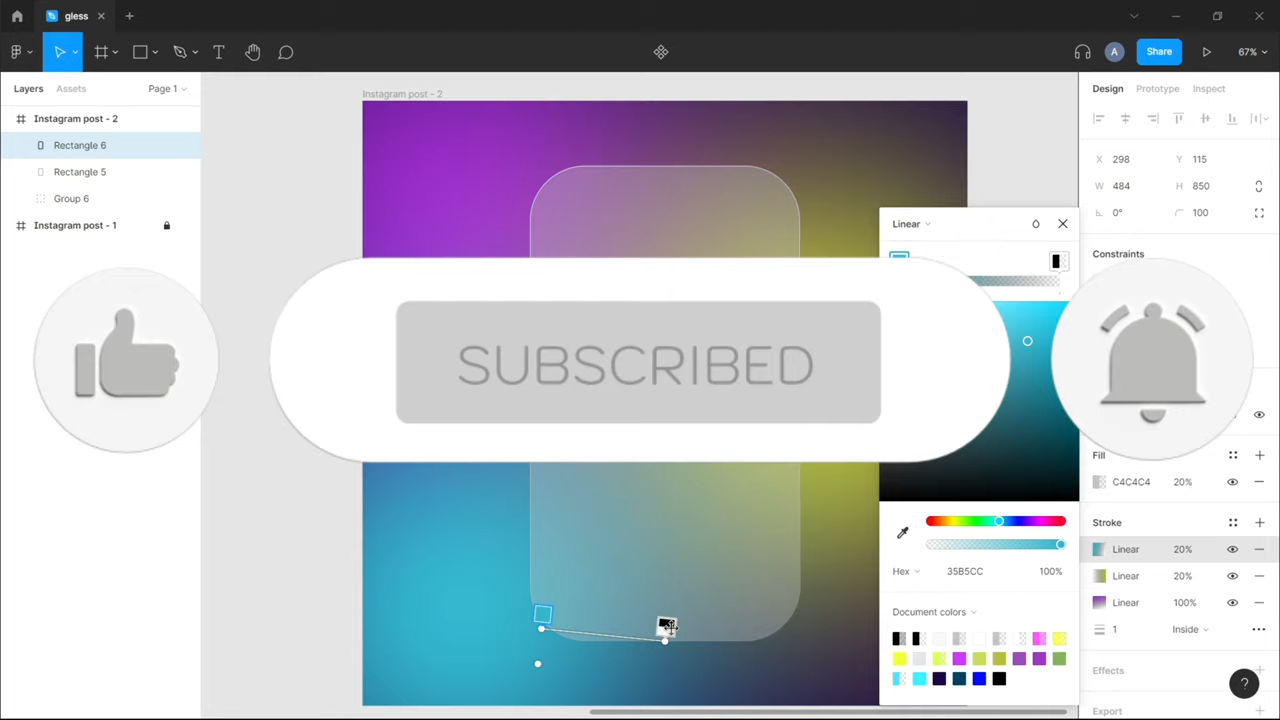 gless
A
Share
67%
Layers
Assets
Page 1
Instagram post - 2
Rectangle 6
Rectangle 5
Group 6
Instagram post - 1
Instagram post - 2
Design
Prototype
Inspect
X 298 Y 115
W 484 H 850
0° 100
Constraints
Linear
SUBSCRIBED
Fill
C4C4C4 20%
Stroke
Linear 20%
Linear 20%
Linear 100%
1 Inside
Hex 35B5CC 100%
Document colors
Effects
Export
?